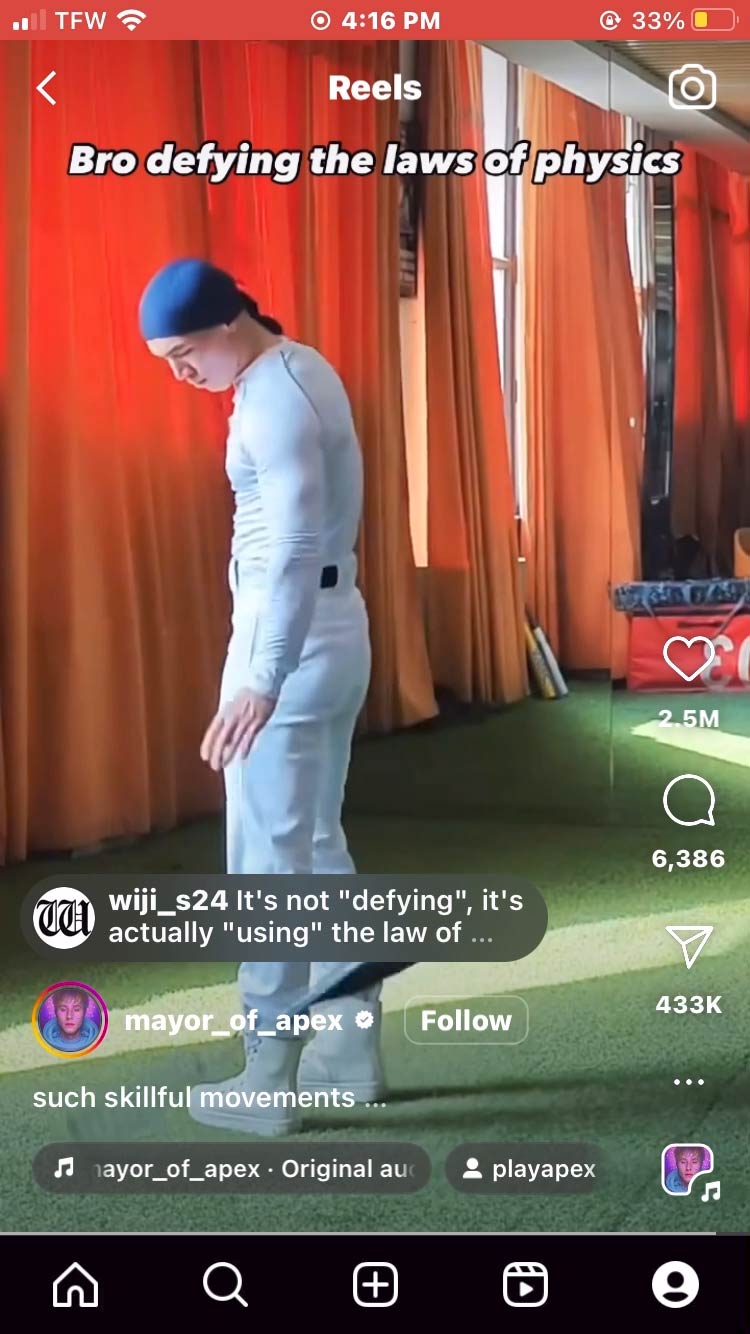 TFW 4:16 PM 33%
Reels
Bro defying the laws of physics
2.5M
6,386
wiji_s24 It's not "defying", it's
actually "using" the law of ...
433K
mayor_of_apex Follow
such skillful movements ...
ayor_of_apex · Original au
playapex